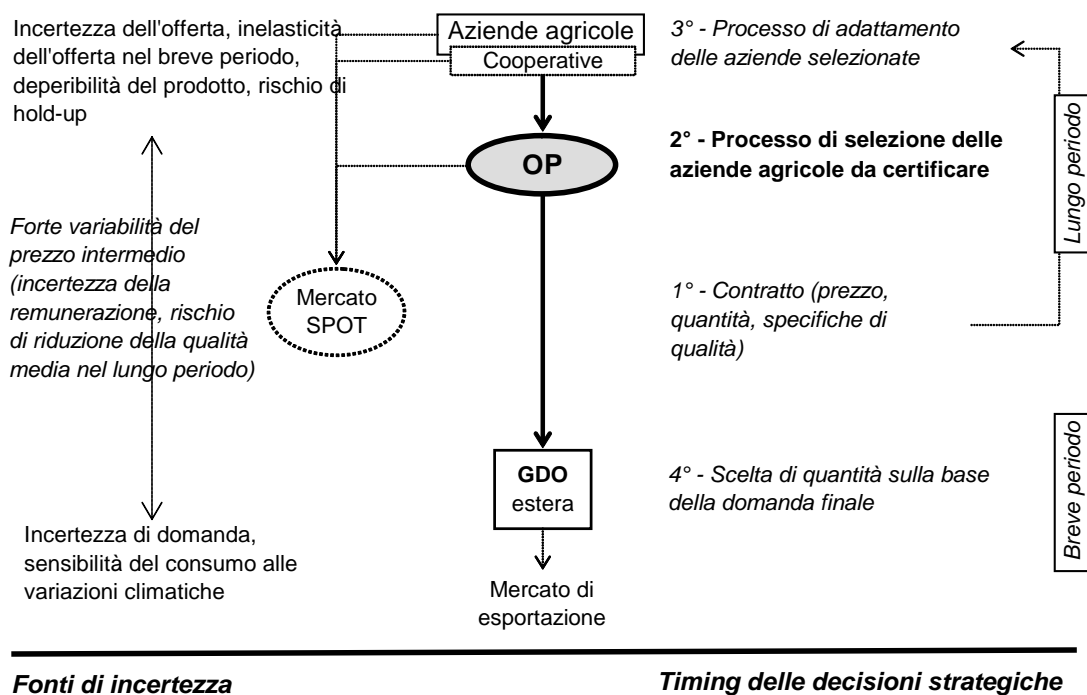 Incertezza dell'offerta, inelasticità
dell'offerta nel breve periodo,
deperibilità del prodotto, rischio di
hold-up
Forte variabilità del
prezzo intermedio
(incertezza della
remunerazione, rischio
di riduzione della qualità
media nel lungo periodo)
Incertezza di domanda,
sensibilità del consumo alle
variazioni climatiche
Aziende agricole
Cooperative
OP
Mercato
SPOT
GDO
estera
Mercato di
esportazione
3° - Processo di adattamento
delle aziende selezionate
2° - Processo di selezione delle
aziende agricole da certificare
1° - Contratto (prezzo,
quantità, specifiche di
qualità)
4° - Scelta di quantità sulla base
della domanda finale
Lungo periodo
Breve periodo
Fonti di incertezza
Timing delle decisioni strategiche